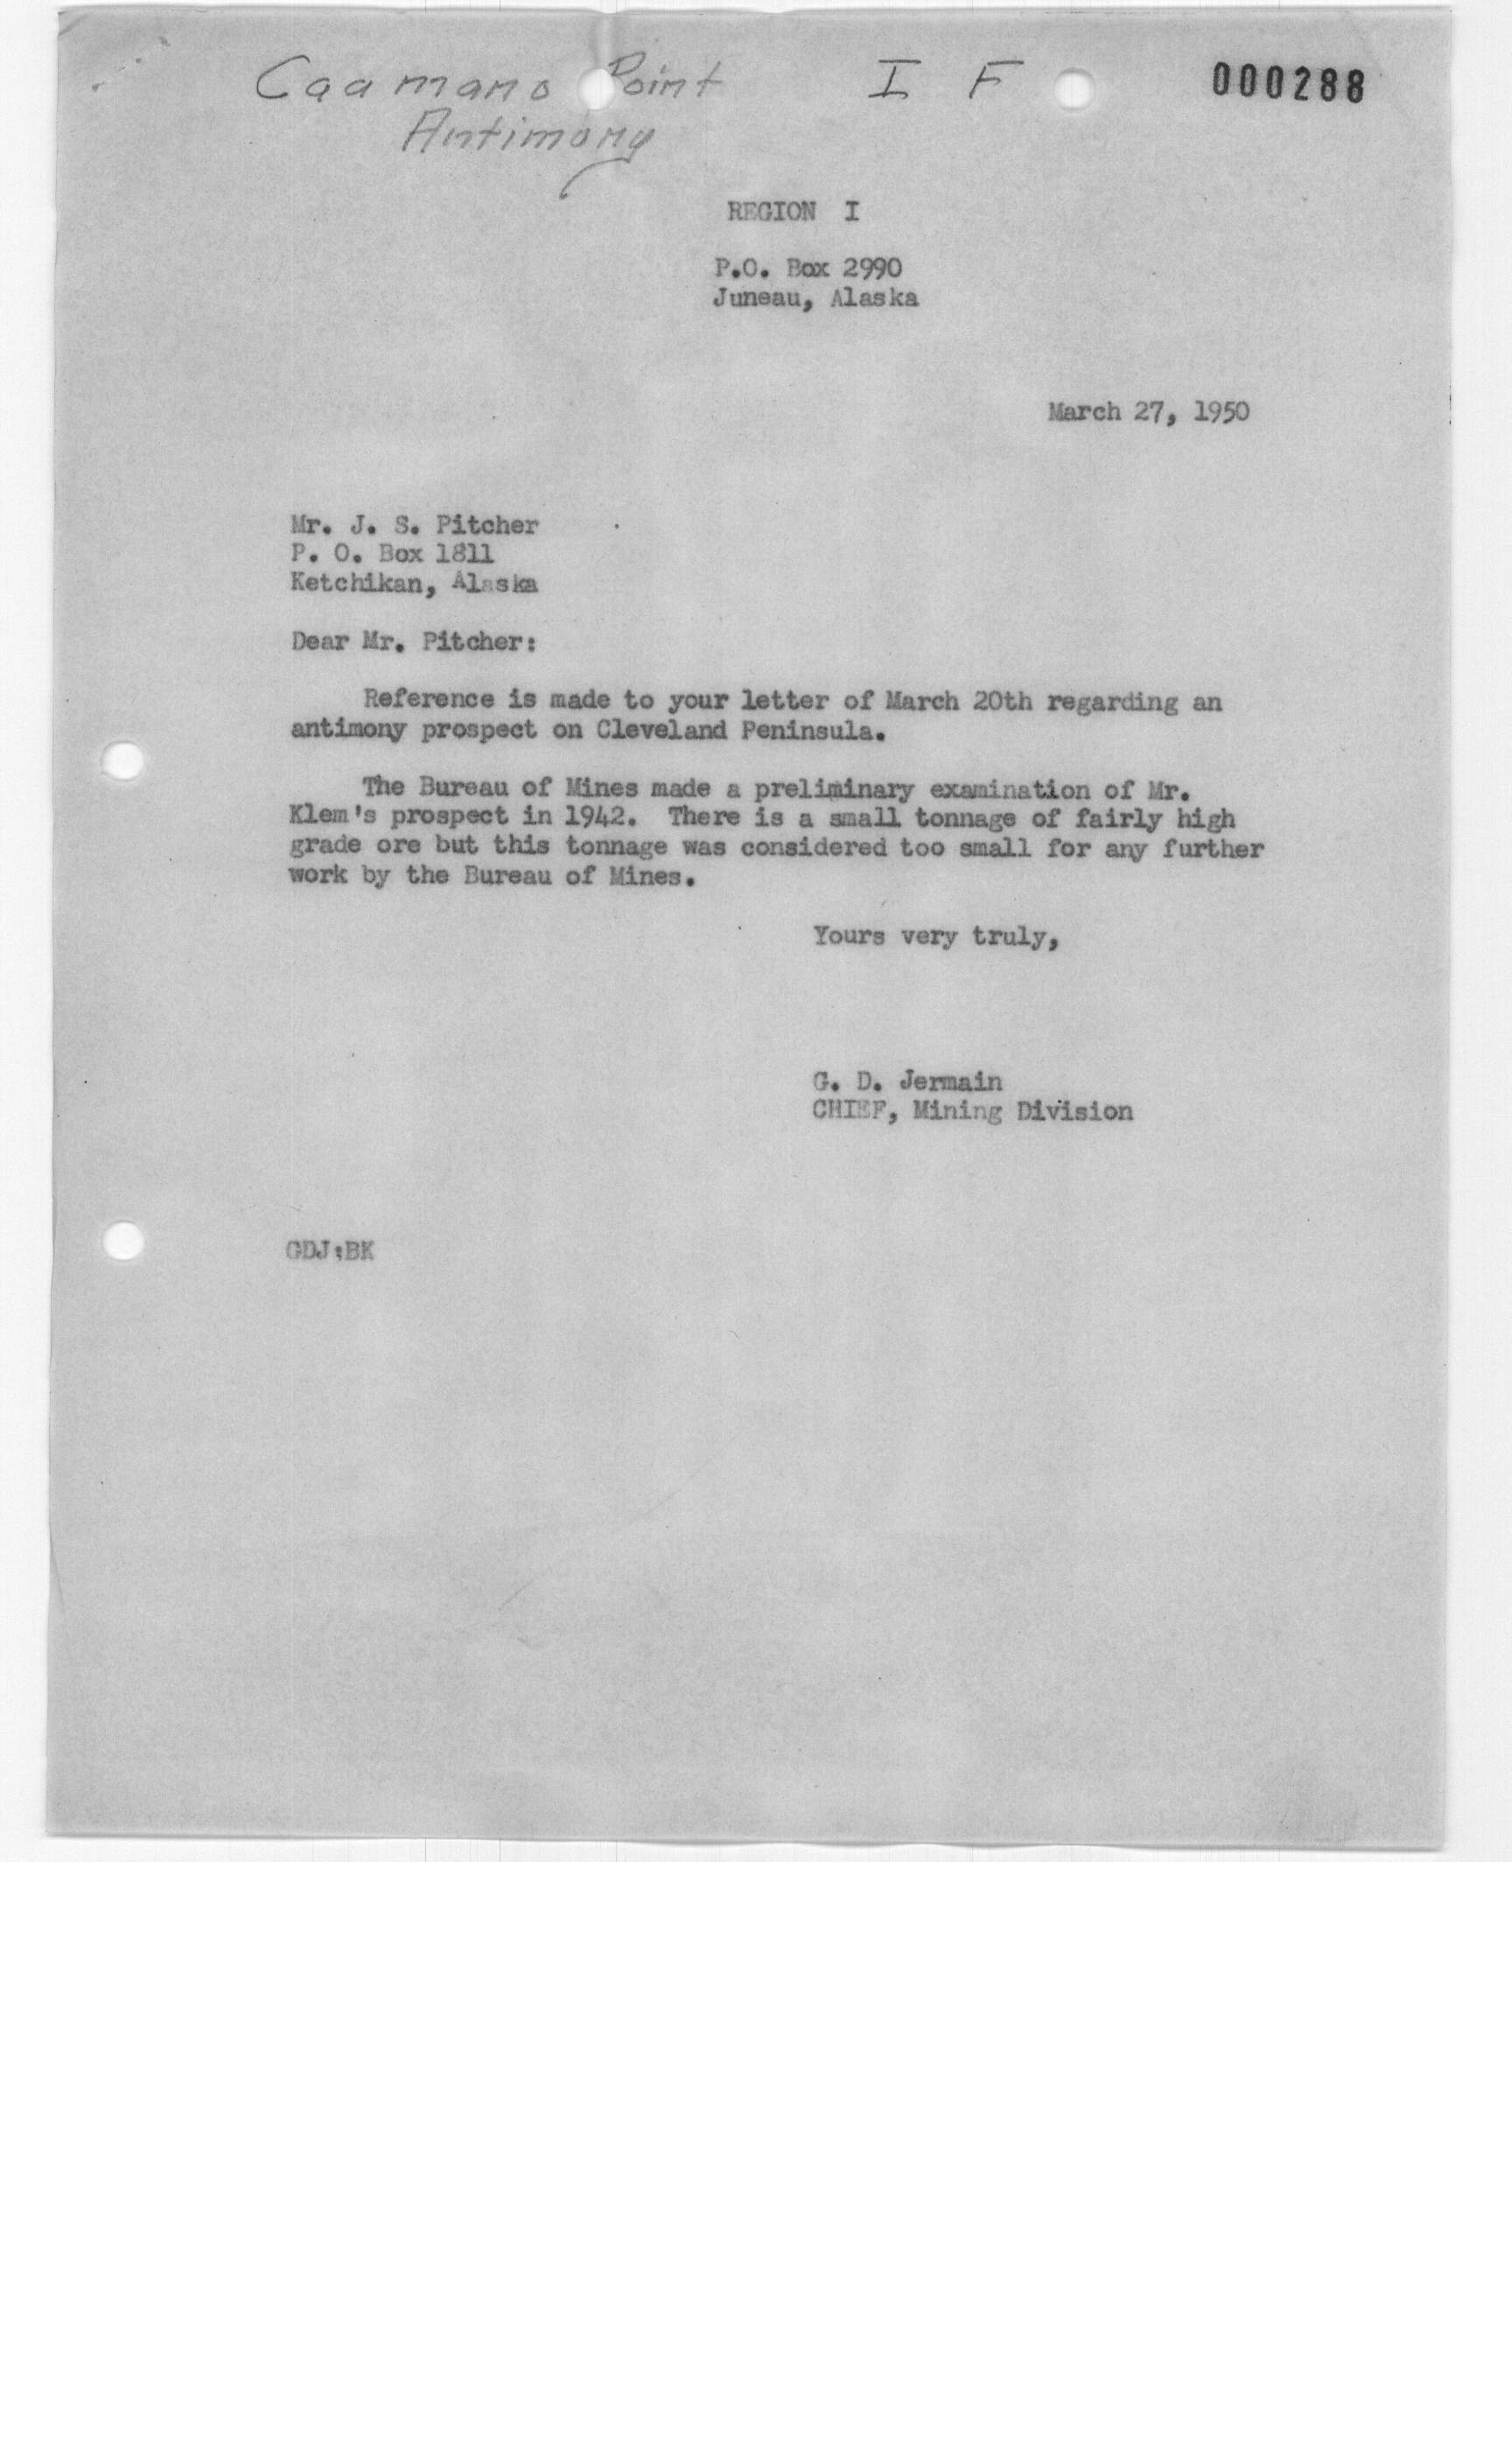 Caamano Point I F 000288
Antimony
REGION I
P.O. Box 2990
Juneau, Alaska
March 27, 1950
Mr. J. S. Pitcher
P. O. Box 1811
Ketchikan, Alaska
Dear Mr. Pitcher:
Reference is made to your letter of March 20th regarding an
antimony prospect on Cleveland Peninsula.
The Bureau of Mines made a preliminary examination of Mr.
Klem's prospect in 1942. There is a small tonnage of fairly high
grade ore but this tonnage was considered too small for any further
work by the Bureau of Mines.
Yours very truly,
G. D. Jermain
CHIEF, Mining Division
GDJ:BK